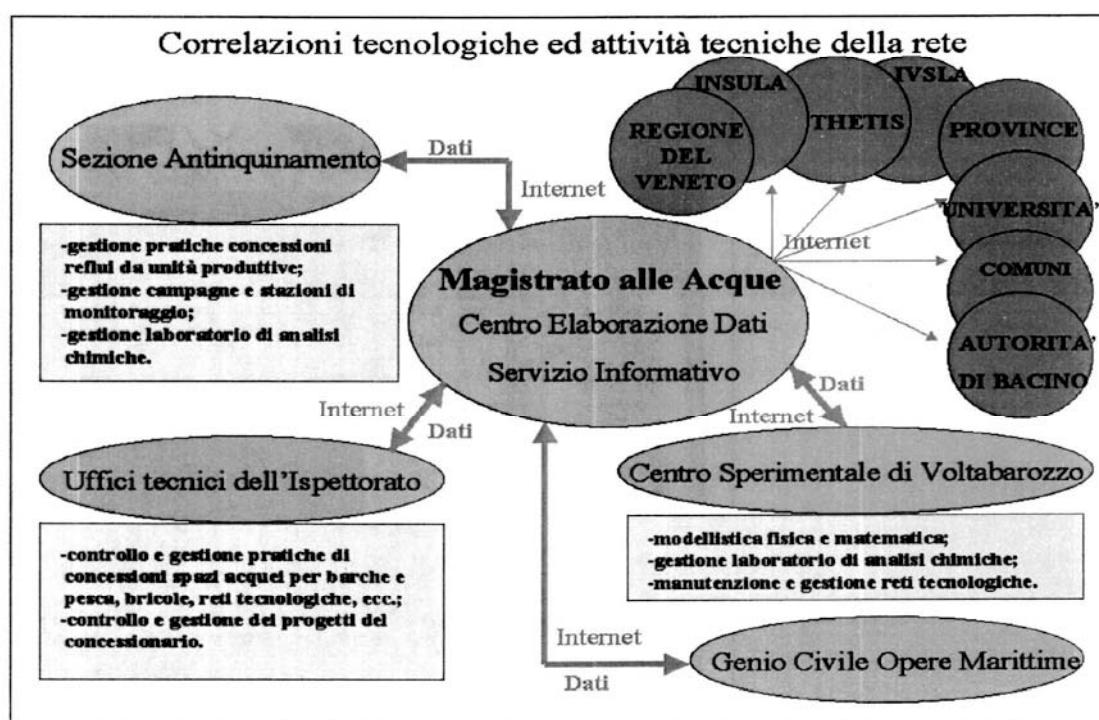 Correlazioni tecnologiche ed attività tecniche della rete
INSULA
IVSLA
REGIONE
DEL
VENETO
THETIS
PROVINCE
UNIVERSITA'
COMUNI
AUTORITA'
DI BACINO
Internet
Sezione Antinquinamento
Dati
Internet
-gestione pratiche concessioni
reflui da unità produttive;
-gestione campagne e stazioni di
monitoraggio;
-gestione laboratorio di analisi
chimiche.
Magistrato alle Acque
Centro Elaborazione Dati
Servizio Informativo
Internet
Dati
Dati
Internet
Uffici tecnici dell'Ispettorato
-controllo e gestione pratiche di
concessioni spazi acquei per barche e
pesca, bricole, reti tecnologiche, ecc.;
-controllo e gestione dei progetti del
concessionario.
Centro Sperimentale di Voltabarozzo
-modellistica fisica e matematica;
-gestione laboratorio di analisi chimiche;
-manutenzione e gestione reti tecnologiche.
Internet
Dati
Genio Civile Opere Marittime